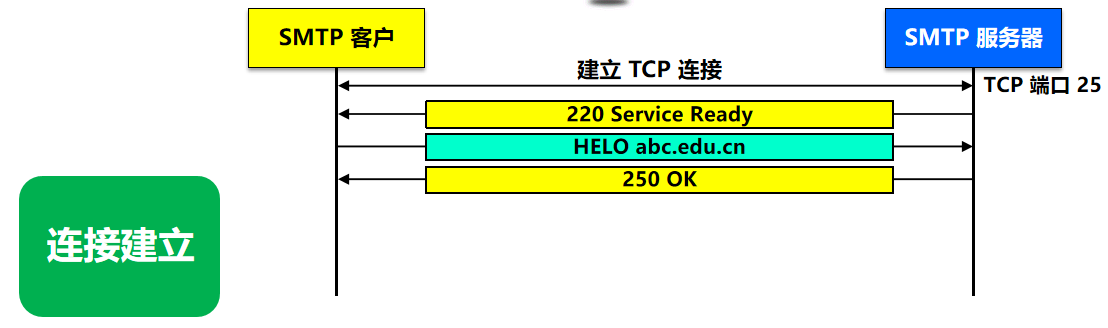 SMTP 客户
SMTP 服务器
建立 TCP 连接
TCP 端口 25
220 Service Ready
HELO abc.edu.cn
250 OK
连接建立